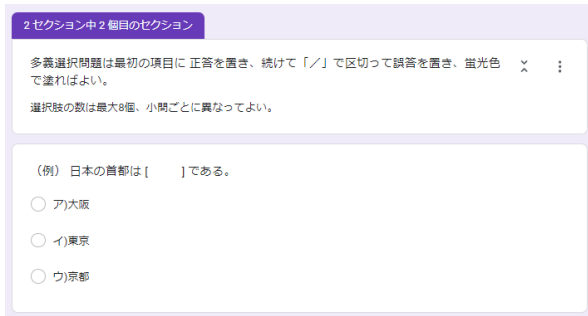 2 セクション中 2 個目のセクション
多義選択問題は最初の項目に 正答を置き、続けて「／」で区切って誤答を置き、蛍光色
で塗ればよい。
選択肢の数は最大8個、小問ごとに異なってよい。
（例） 日本の首都は [　　　] である。
ア)大阪
イ)東京
ウ)京都